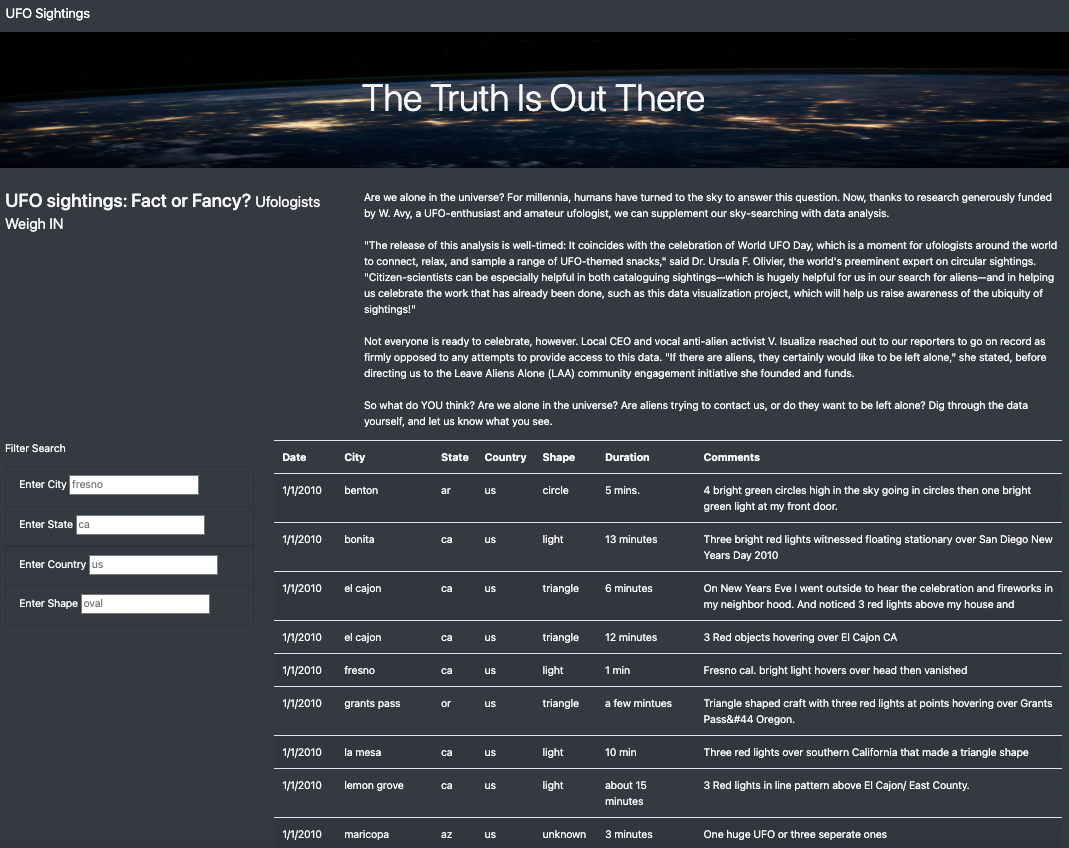 UFO Sightings
The Truth Is Out There
UFO sightings: Fact or Fancy? Ufologists
Weigh IN
Are we alone in the universe? For millennia, humans have turned to the sky to answer this question. Now, thanks to research generously funded
by W. Avy, a UFO-enthusiast and amateur ufologist, we can supplement our sky-searching with data analysis.
"The release of this analysis is well-timed: It coincides with the celebration of World UFO Day, which is a moment for ufologists around the world
to connect, relax, and sample a range of UFO-themed snacks," said Dr. Ursula F. Olivier, the world's preeminent expert on circular sightings.
"Citizen-scientists can be especially helpful in both cataloguing sightings—which is hugely helpful for us in our search for aliens—and in helping
us celebrate the work that has already been done, such as this data visualization project, which will help us raise awareness of the ubiquity of
sightings!"
Not everyone is ready to celebrate, however. Local CEO and vocal anti-alien activist V. Isualize reached out to our reporters to go on record as
firmly opposed to any attempts to provide access to this data. "If there are aliens, they certainly would like to be left alone," she stated, before
directing us to the Leave Aliens Alone (LAA) community engagement initiative she founded and funds.
So what do YOU think? Are we alone in the universe? Are aliens trying to contact us, or do they want to be left alone? Dig through the data
yourself, and let us know what you see.
Filter Search
Enter City fresno
Enter State ca
Enter Country us
Enter Shape oval
Date City State Country Shape Duration Comments
1/1/2010 benton ar us circle 5 mins. 4 bright green circles high in the sky going in circles then one bright
green light at my front door.
1/1/2010 bonita ca us light 13 minutes Three bright red lights witnessed floating stationary over San Diego New
Years Day 2010
1/1/2010 el cajon ca us triangle 6 minutes On New Years Eve I went outside to hear the celebration and fireworks in
my neighbor hood. And noticed 3 red lights above my house and
1/1/2010 el cajon ca us triangle 12 minutes 3 Red objects hovering over El Cajon CA
1/1/2010 fresno ca us light 1 min Fresno cal. bright light hovers over head then vanished
1/1/2010 grants pass or us triangle a few mintues Triangle shaped craft with three red lights at points hovering over Grants
Pass&#44 Oregon.
1/1/2010 la mesa ca us light 10 min Three red lights over southern California that made a triangle shape
1/1/2010 lemon grove ca us light about 15 3 Red lights in line pattern above El Cajon/ East County.
minutes
1/1/2010 maricopa az us unknown 3 minutes One huge UFO or three seperate ones